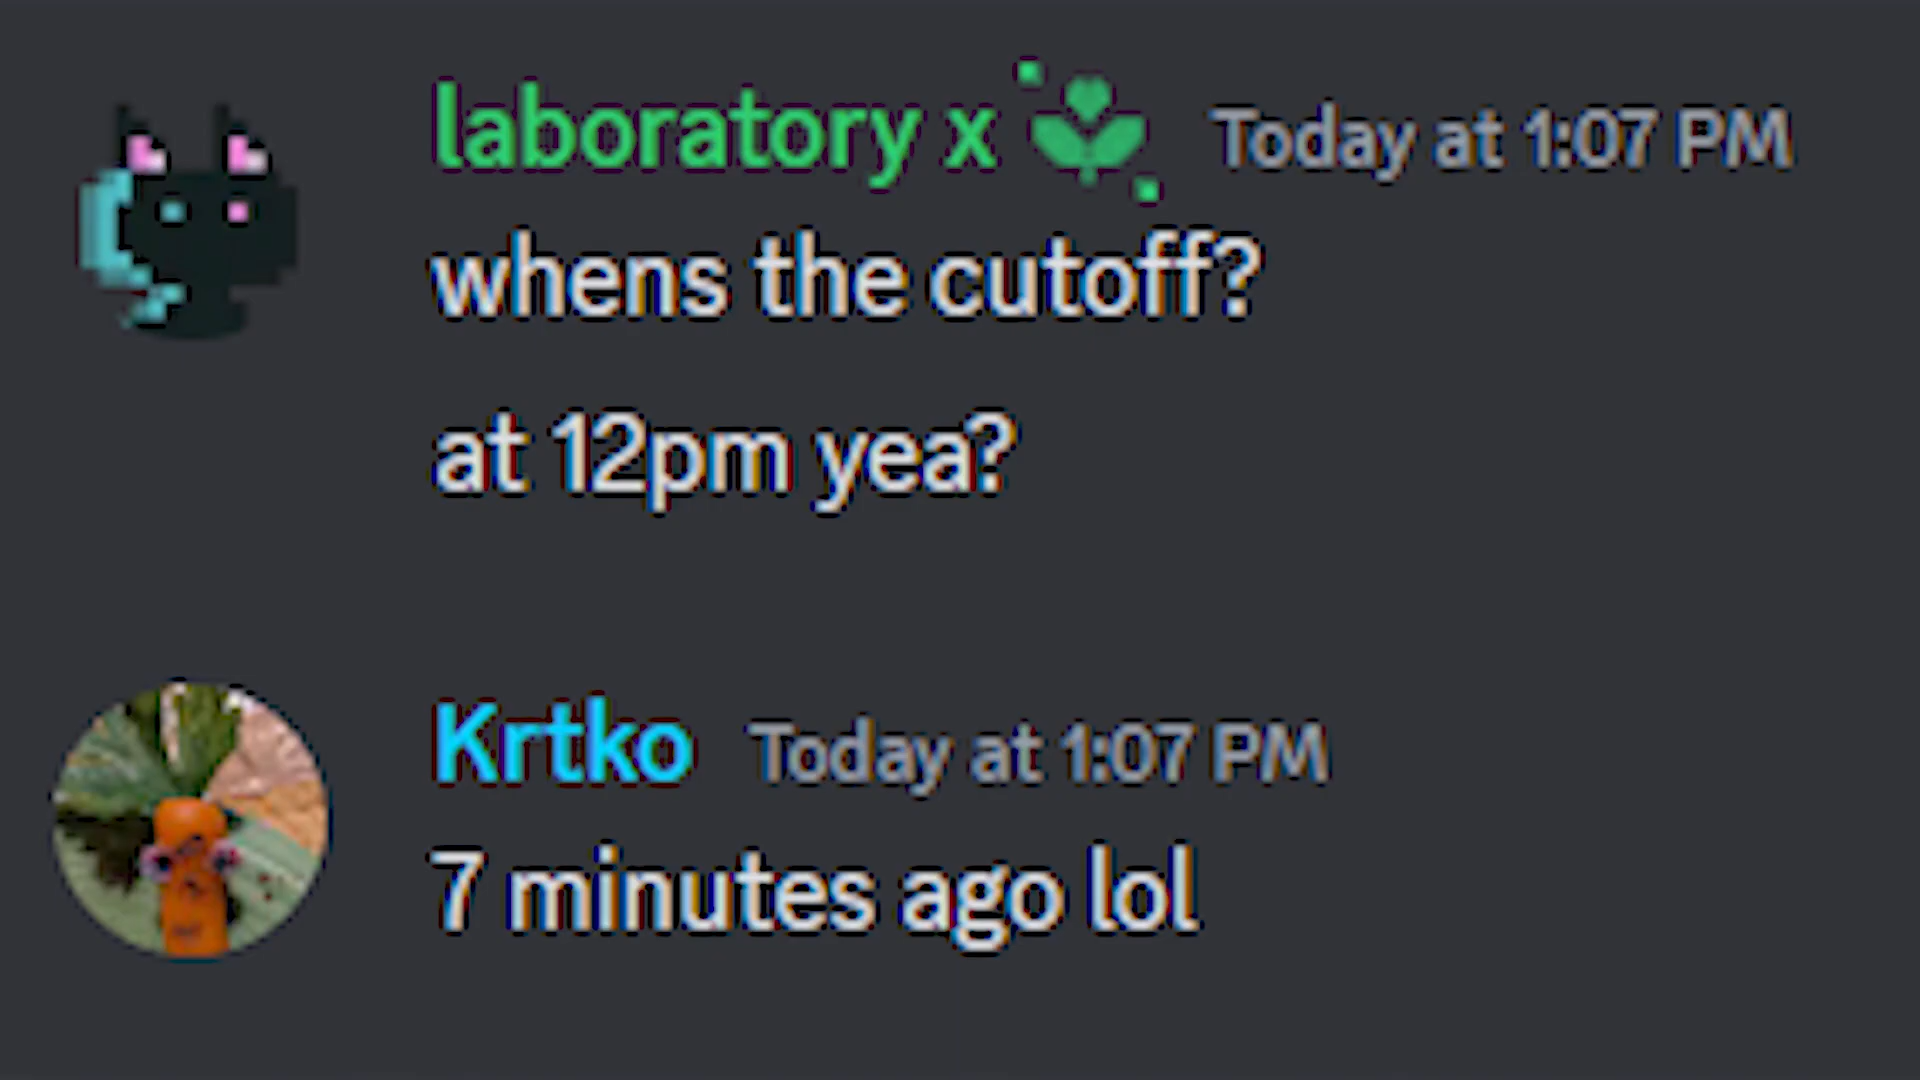 laboratory x Today at 1:07 PM
whens the cutoff?
at 12pm yea?
Krtko Today at 1:07 PM
7 minutes ago lol